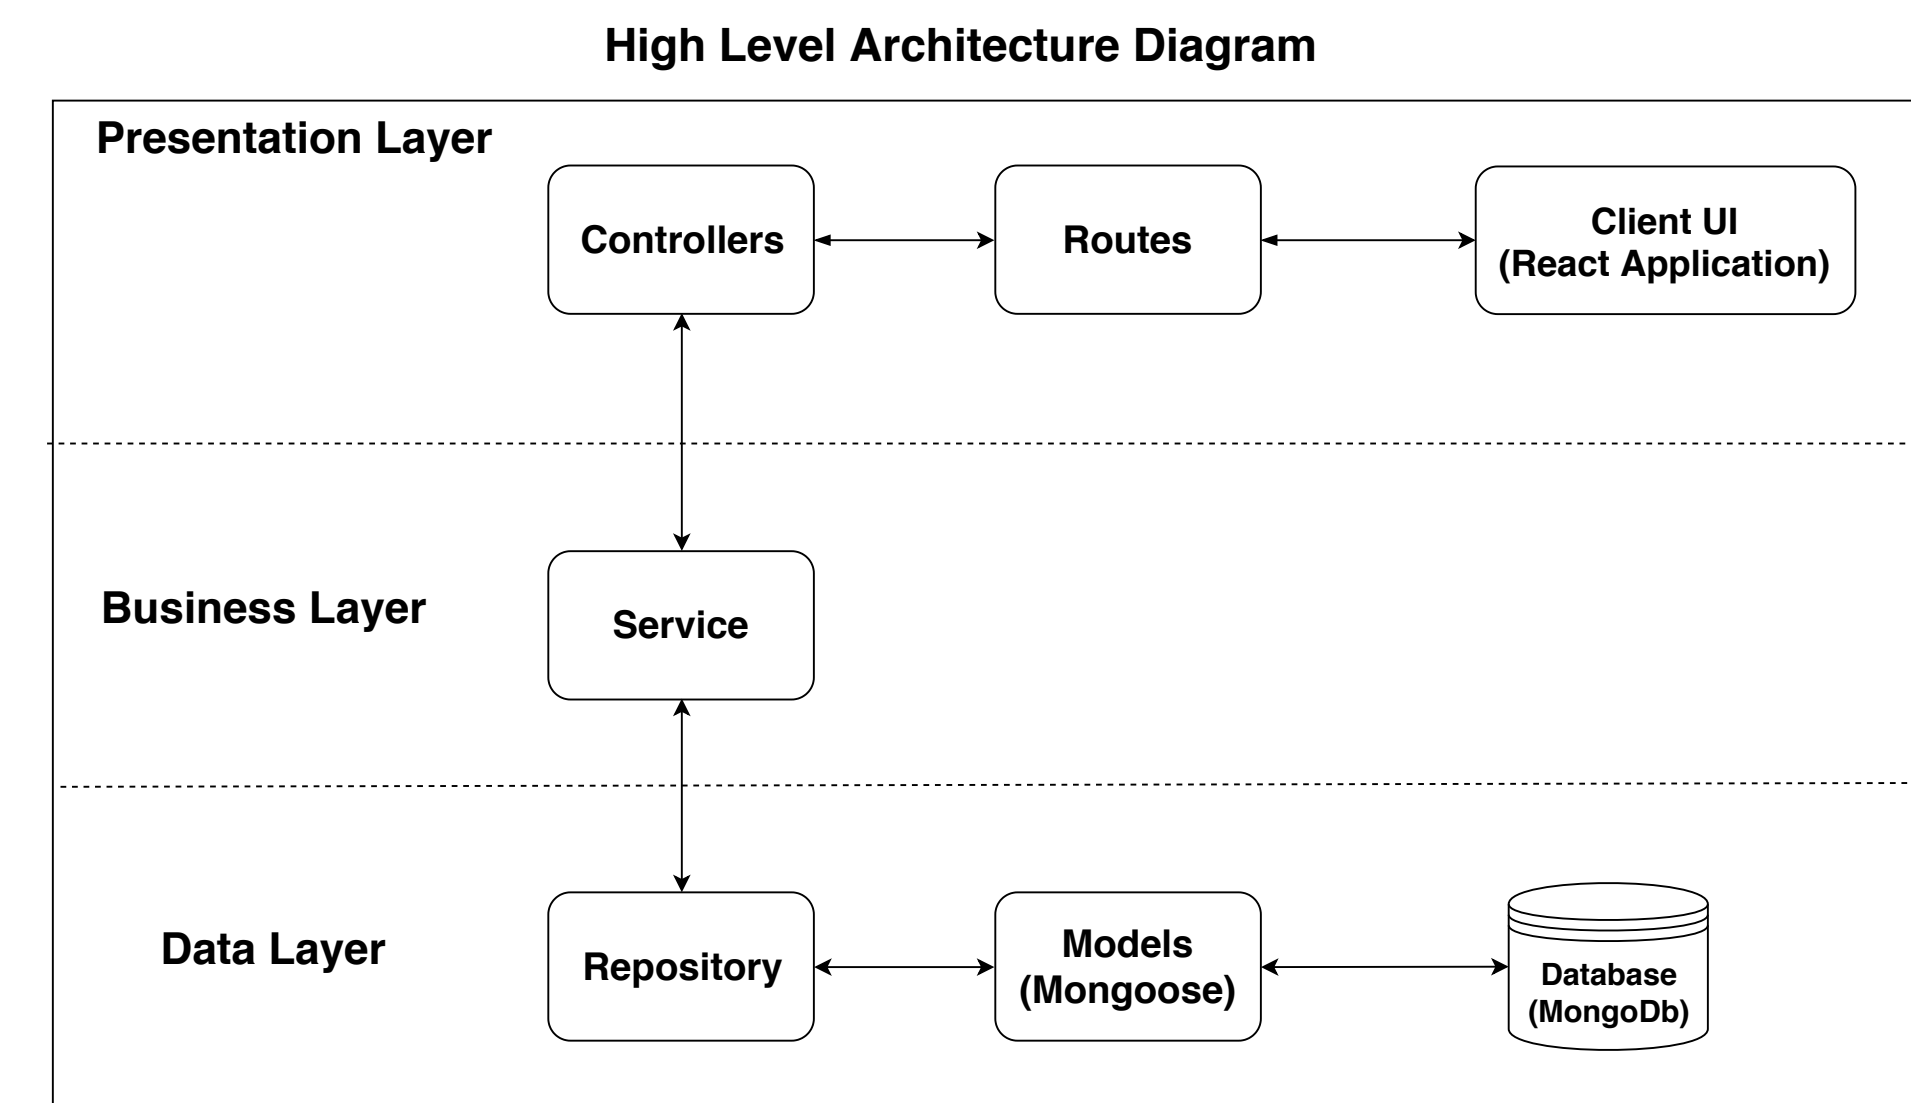 High Level Architecture Diagram
Presentation Layer
Controllers
Routes
Client UI
(React Application)
Business Layer
Service
Data Layer
Repository
Models
(Mongoose)
Database
(MongoDb)